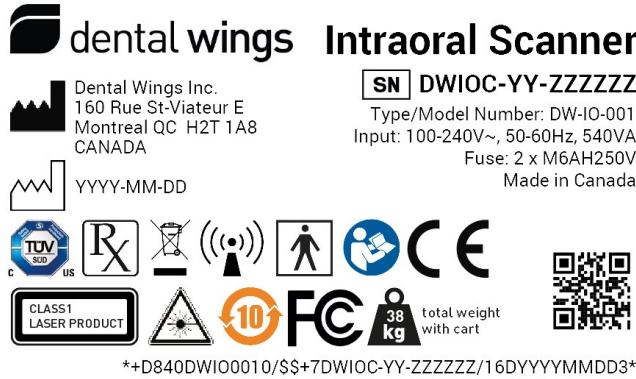 dental wings
Intraoral Scanner
SN DWIOC-YY-ZZZZZZ
Dental Wings Inc.
160 Rue St-Viateur E
Montreal QC H2T 1A8
CANADA
Type/Model Number: DW-IO-001
Input: 100-240V~, 50-60Hz, 540VA
Fuse: 2 x M6AH250V
Made in Canada
YYYY-MM-DD
TÜV
SÜD
C US
Rx
CE
CLASS1
LASER PRODUCT
10
FC
38
kg
total weight
with cart
*+D840DWIO0010/$$+7DWIOC-YY-ZZZZZZ/16DYYYYMMDD3*